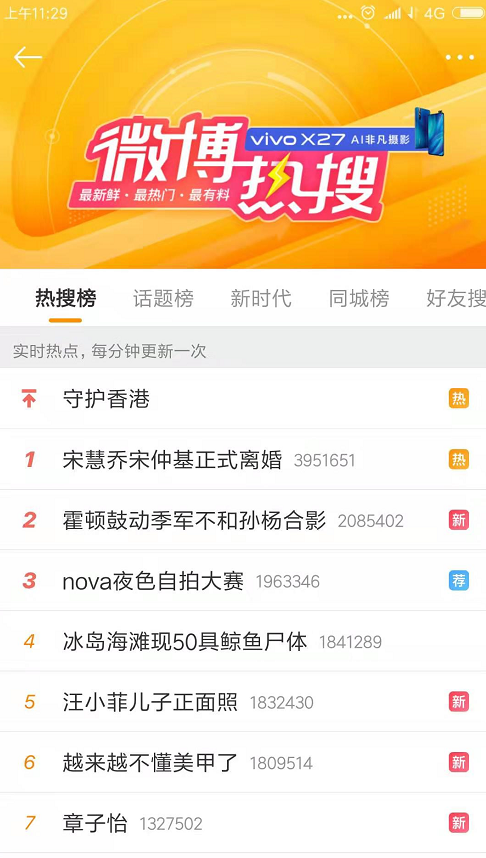 上午11:29
4G
微博热搜
vivo X27 AI非凡摄影
最新鲜·最热门·最有料
热搜榜 话题榜 新时代 同城榜 好友搜
实时热点，每分钟更新一次
守护香港 热
1 宋慧乔宋仲基正式离婚 3951651 热
2 霍顿鼓动季军不和孙杨合影 2085402 新
3 nova夜色自拍大赛 1963346 荐
4 冰岛海滩现50具鲸鱼尸体 1841289
5 汪小菲儿子正面照 1832430 新
6 越来越不懂美甲了 1809514 新
7 章子怡 1327502 新